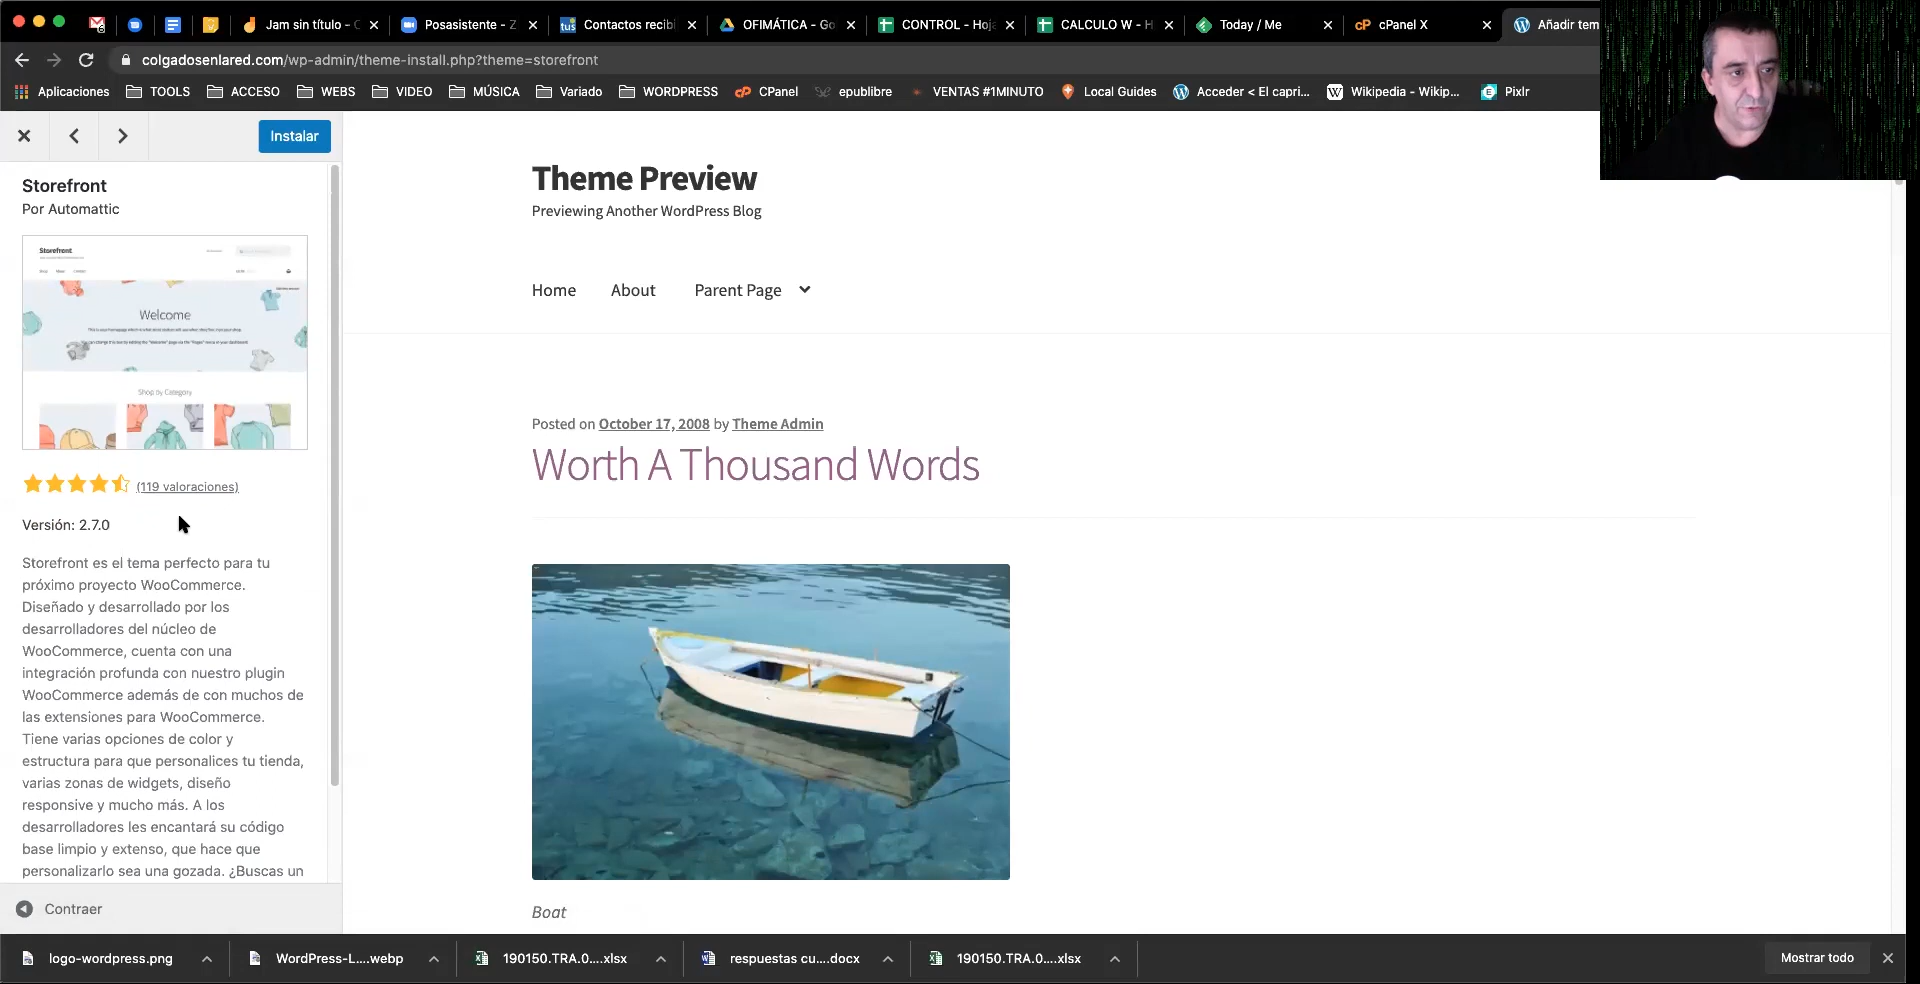 Jam sin título - C
Posasistente - Z
Contactos recib
OFIMÁTICA - Go
CONTROL - Hoj
CALCULO W - H
Today / Me
cPanel X
Añadir tem
colgadosenlared.com/wp-admin/theme-install.php?theme=storefront
Aplicaciones
TOOLS
ACCESO
WEBS
VIDEO
MÚSICA
Variado
WORDPRESS
CPanel
epublibre
VENTAS #1MINUTO
Local Guides
Acceder < El capri...
Wikipedia - Wikip...
Pixlr
Instalar
Storefront
Por Automattic
Storefront
Welcome
Shop by Category
(119 valoraciones)
Versión: 2.7.0
Storefront es el tema perfecto para tu
próximo proyecto WooCommerce.
Diseñado y desarrollado por los
desarrolladores del núcleo de
WooCommerce, cuenta con una
integración profunda con nuestro plugin
WooCommerce además de con muchos de
las extensiones para WooCommerce.
Tiene varias opciones de color y
estructura para que personalices tu tienda,
varias zonas de widgets, diseño
responsive y mucho más. A los
desarrolladores les encantará su código
base limpio y extenso, que hace que
personalizarlo sea una gozada. ¿Buscas un
Contraer
Theme Preview
Previewing Another WordPress Blog
Home
About
Parent Page
Posted on October 17, 2008 by Theme Admin
Worth A Thousand Words
Boat
logo-wordpress.png
WordPress-L....webp
190150.TRA.0....xlsx
respuestas cu....docx
190150.TRA.0....xlsx
Mostrar todo